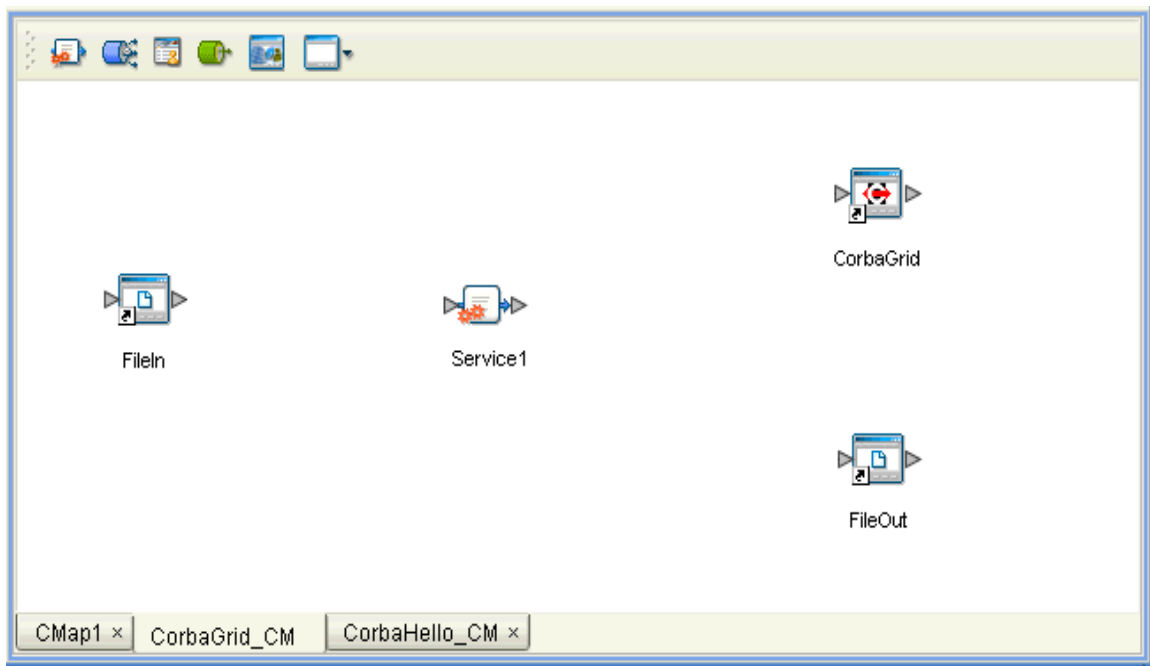 CorbaGrid
FileIn
Service1
FileOut
CMap1 ×
CorbaGrid_CM
CorbaHello_CM ×